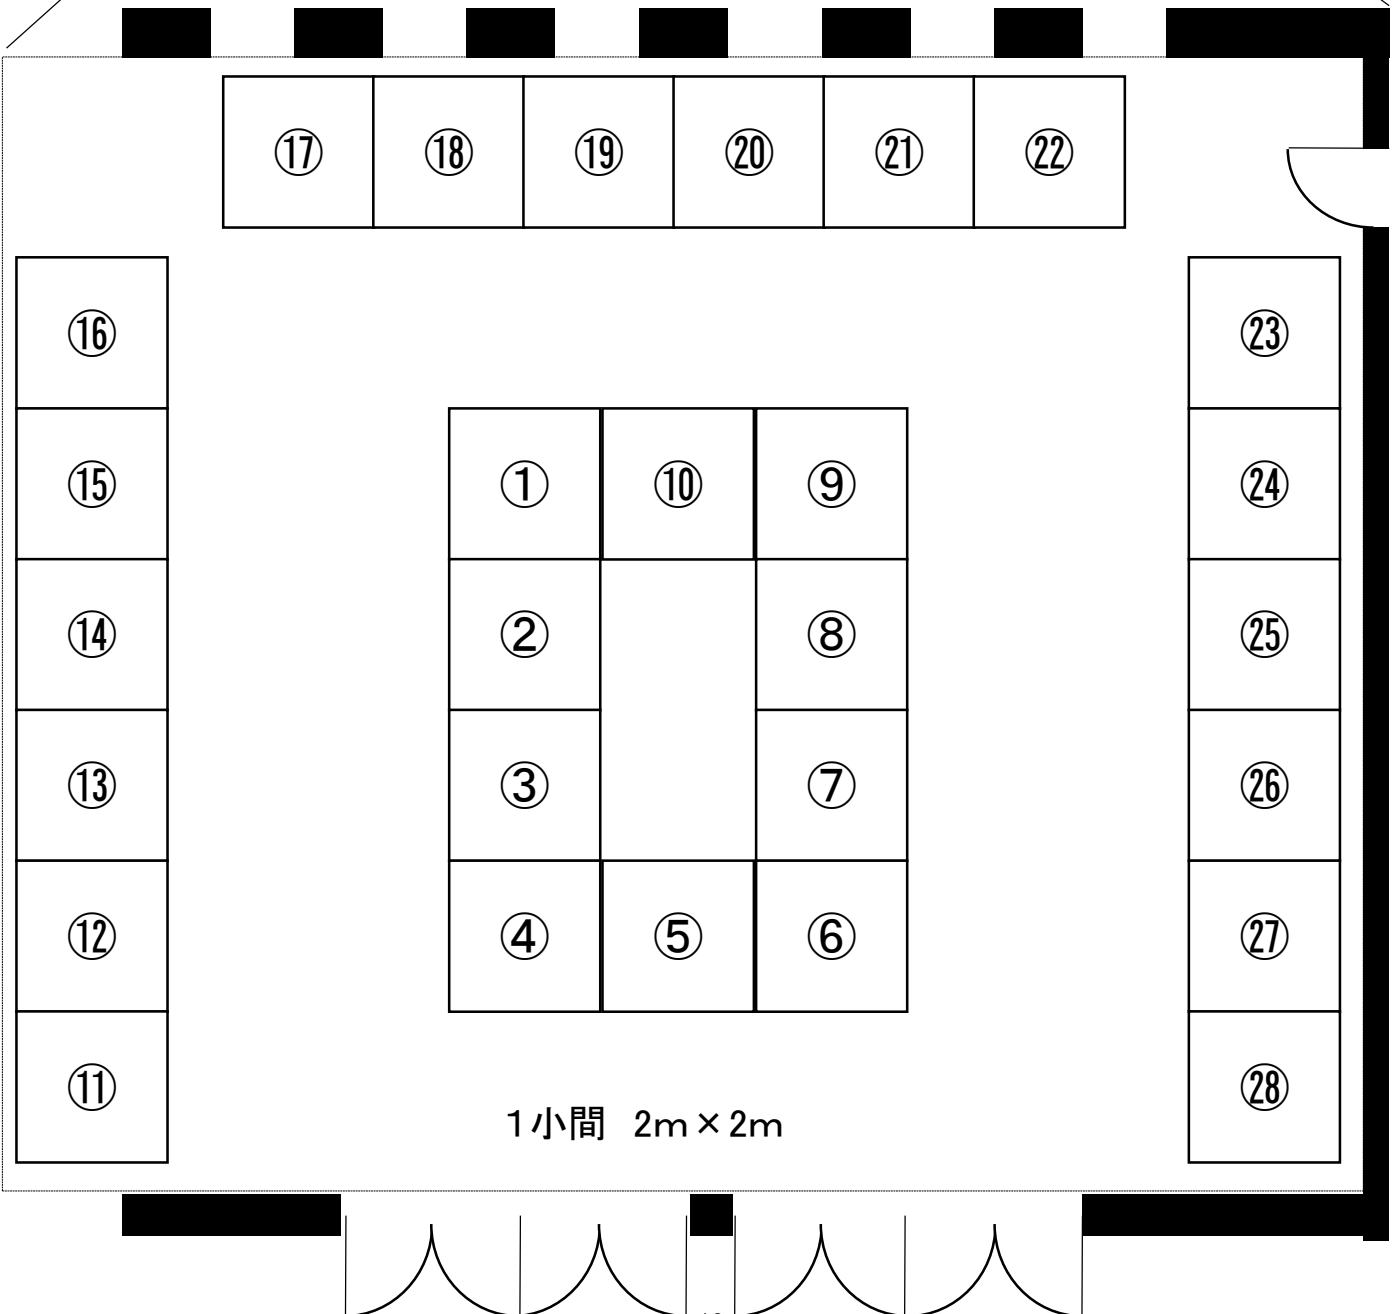 ⑰ ⑱ ⑲ ⑳ ㉑ ㉒
⑯ ㉓
⑮ ① ⑩ ⑨ ㉔
⑭ ② ⑧ ㉕
⑬ ③ ⑦ ㉖
⑫ ④ ⑤ ⑥ ㉗
⑪ ㉘
1小間 2m×2m